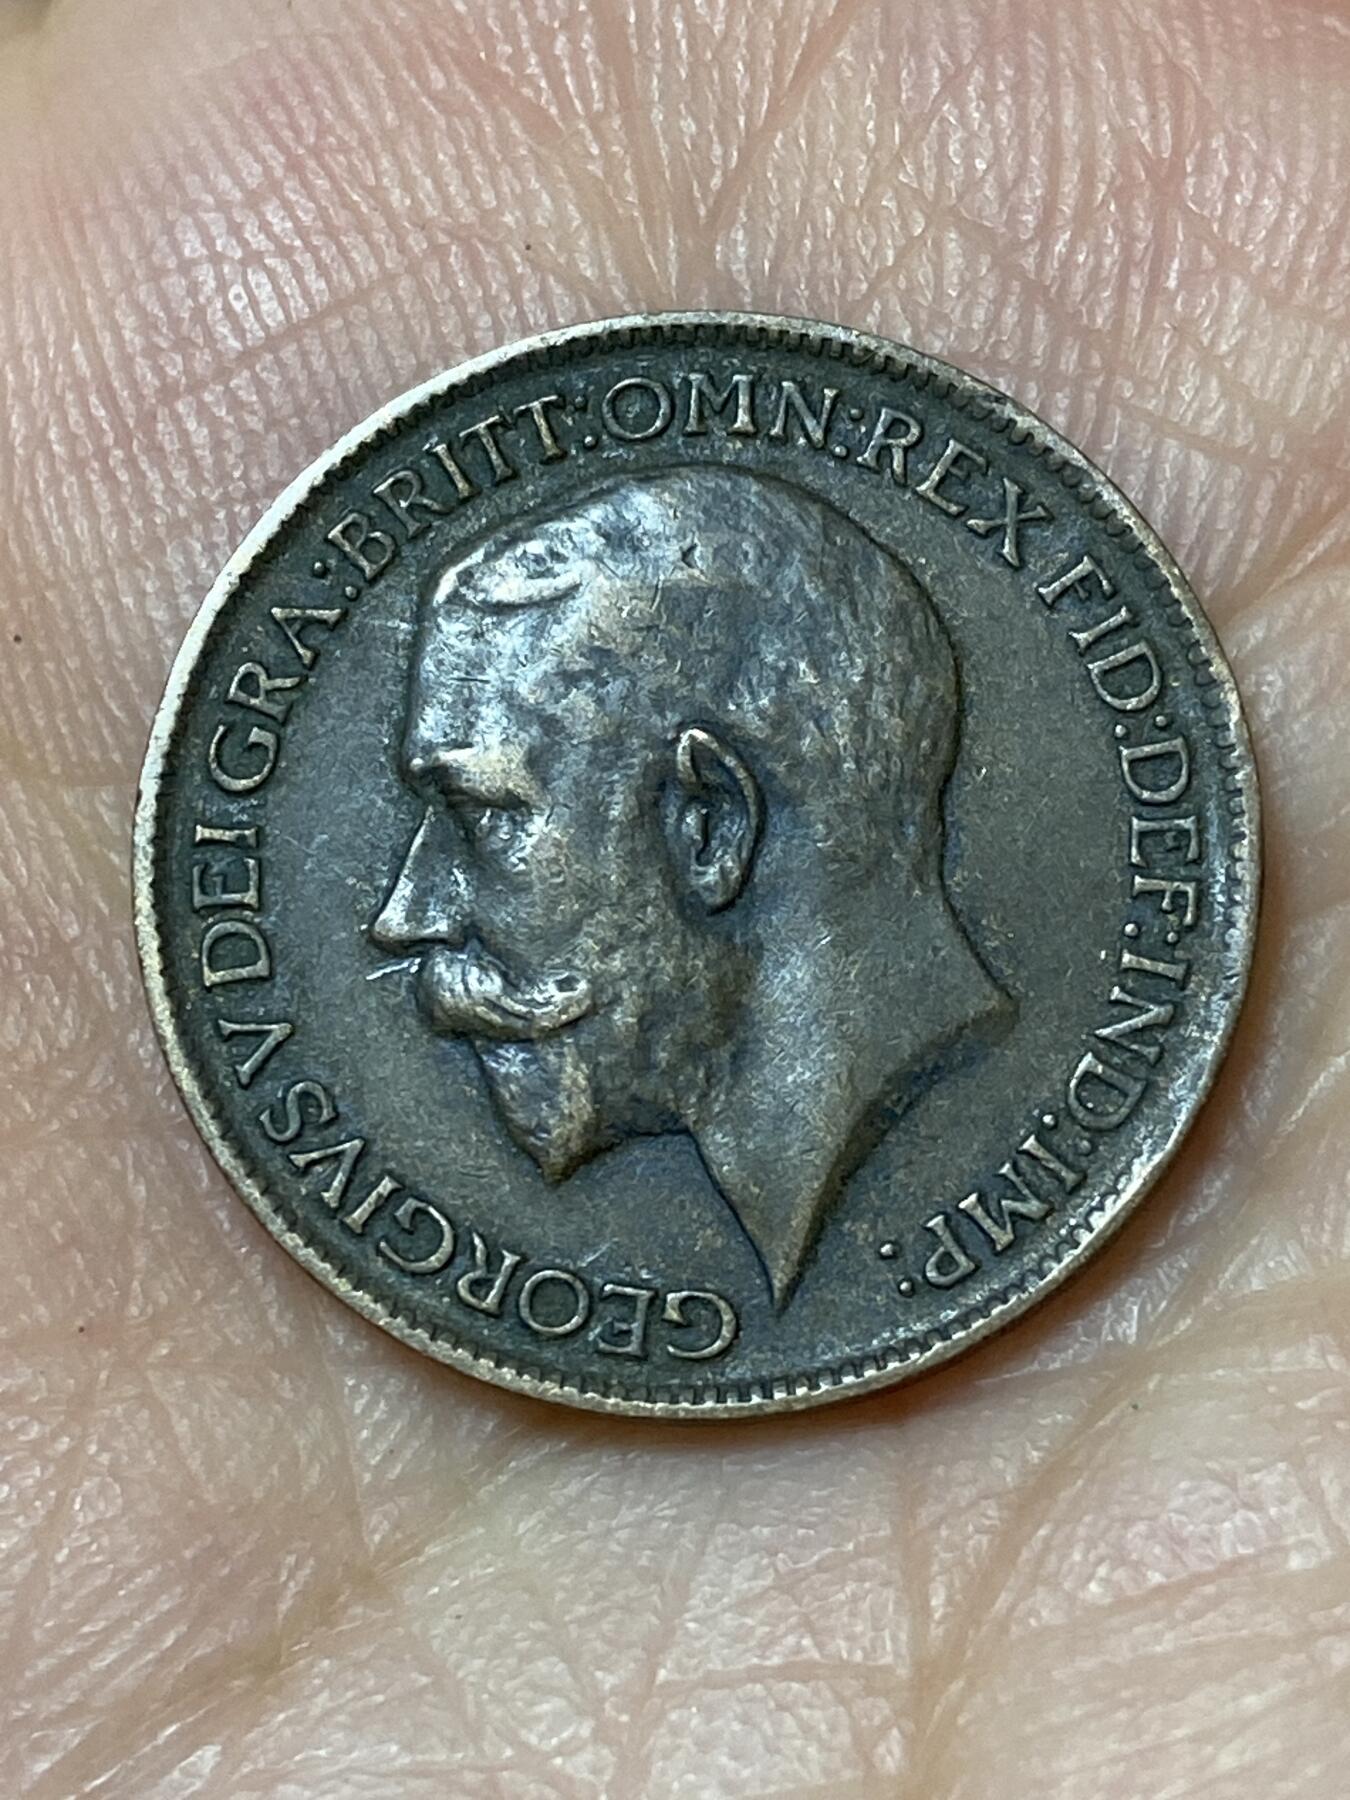 GEORGIVS V DEI GRA:BRITT:OMN:REX FID:DEF:IND:IMP: